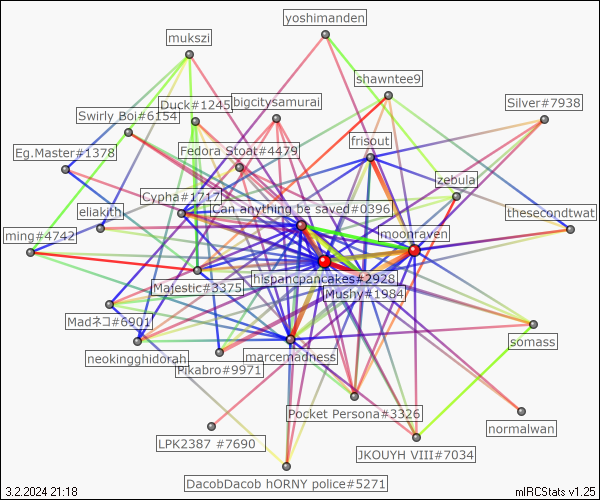 yoshimanden
mukszi
shawntee9
Duck#1245
bigcitysamurai
Silver#7938
Swirly Boi#6154
frisout
Eg.Master#1378
Fedora Stoat#4479
zebula
Cypha#1717
eliakith
Can anything be saved#0396
thesecondtwat
ming#4742
moonraven
hispancpancakes#2928
Majestic#3375
Mushy#1984
Madネコ#6901
somass
neokingghidorah
marcemadness
Pikabro#9971
Pocket Persona#3326
normalwan
LPK2387 #7690
JKOUYH VIII#7034
DacobDacob hORNY police#5271
3.2.2024 21:18
mIRCStats v1.25